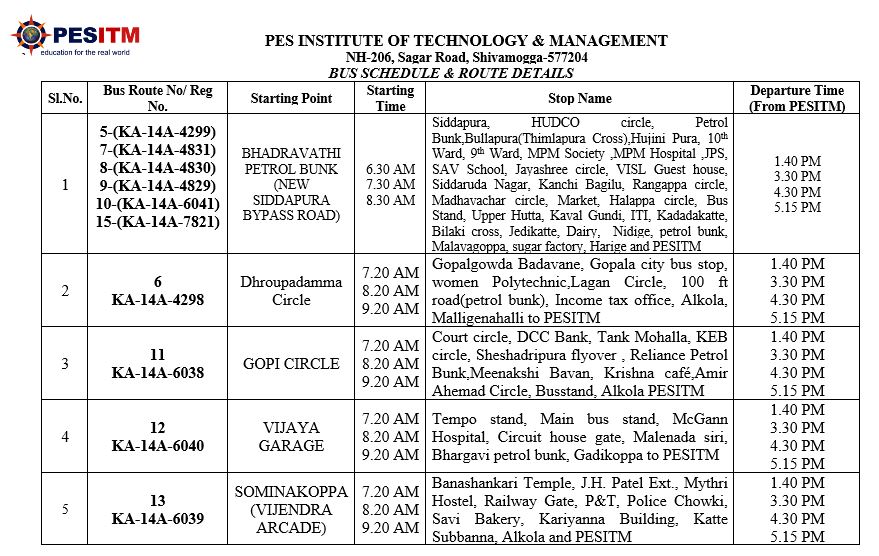 PESITM
education for the real world
PES INSTITUTE OF TECHNOLOGY & MANAGEMENT
NH-206, Sagar Road, Shivamogga-577204
BUS SCHEDULE & ROUTE DETAILS
Sl.No. Bus Route No/ Reg No. Starting Point Starting Time Stop Name Departure Time (From PESITM)
1
5-(KA-14A-4299)
7-(KA-14A-4831)
8-(KA-14A-4830)
9-(KA-14A-4829)
10-(KA-14A-6041)
15-(KA-14A-7821)
BHADRAVATHI
PETROL BUNK
(NEW
SIDDAPURA
BYPASS ROAD)
6.30 AM
7.30 AM
8.30 AM
Siddapura, HUDCO circle, Petrol
Bunk,Bullapura(Thimlapura Cross),Hujini Pura, 10th
Ward, 9th Ward, MPM Society ,MPM Hospital ,JPS,
SAV School, Jayashree circle, VISL Guest house,
Siddaruda Nagar, Kanchi Bagilu, Rangappa circle,
Madhavachar circle, Market, Halappa circle, Bus
Stand, Upper Hutta, Kaval Gundi, ITI, Kadadakatte,
Bilaki cross, Jedikatte, Dairy, Nidige, petrol bunk,
Malavagoppa, sugar factory, Harige and PESITM
1.40 PM
3.30 PM
4.30 PM
5.15 PM
2
6
KA-14A-4298
Dhroupadamma
Circle
7.20 AM
8.20 AM
9.20 AM
Gopalgowda Badavane, Gopala city bus stop,
women Polytechnic,Lagan Circle, 100 ft
road(petrol bunk), Income tax office, Alkola,
Malligenahalli to PESITM
1.40 PM
3.30 PM
4.30 PM
5.15 PM
3
11
KA-14A-6038
GOPI CIRCLE
7.20 AM
8.20 AM
9.20 AM
Court circle, DCC Bank, Tank Mohalla, KEB
circle, Sheshadripura flyover , Reliance Petrol
Bunk,Meenakshi Bavan, Krishna café,Amir
Ahemad Circle, Busstand, Alkola PESITM
1.40 PM
3.30 PM
4.30 PM
5.15 PM
4
12
KA-14A-6040
VIJAYA
GARAGE
7.20 AM
8.20 AM
9.20 AM
Tempo stand, Main bus stand, McGann
Hospital, Circuit house gate, Malenada siri,
Bhargavi petrol bunk, Gadikoppa to PESITM
1.40 PM
3.30 PM
4.30 PM
5.15 PM
5
13
KA-14A-6039
SOMINAKOPPA
(VIJENDRA
ARCADE)
7.20 AM
8.20 AM
9.20 AM
Banashankari Temple, J.H. Patel Ext., Mythri
Hostel, Railway Gate, P&T, Police Chowki,
Savi Bakery, Kariyanna Building, Katte
Subbanna, Alkola and PESITM
1.40 PM
3.30 PM
4.30 PM
5.15 PM